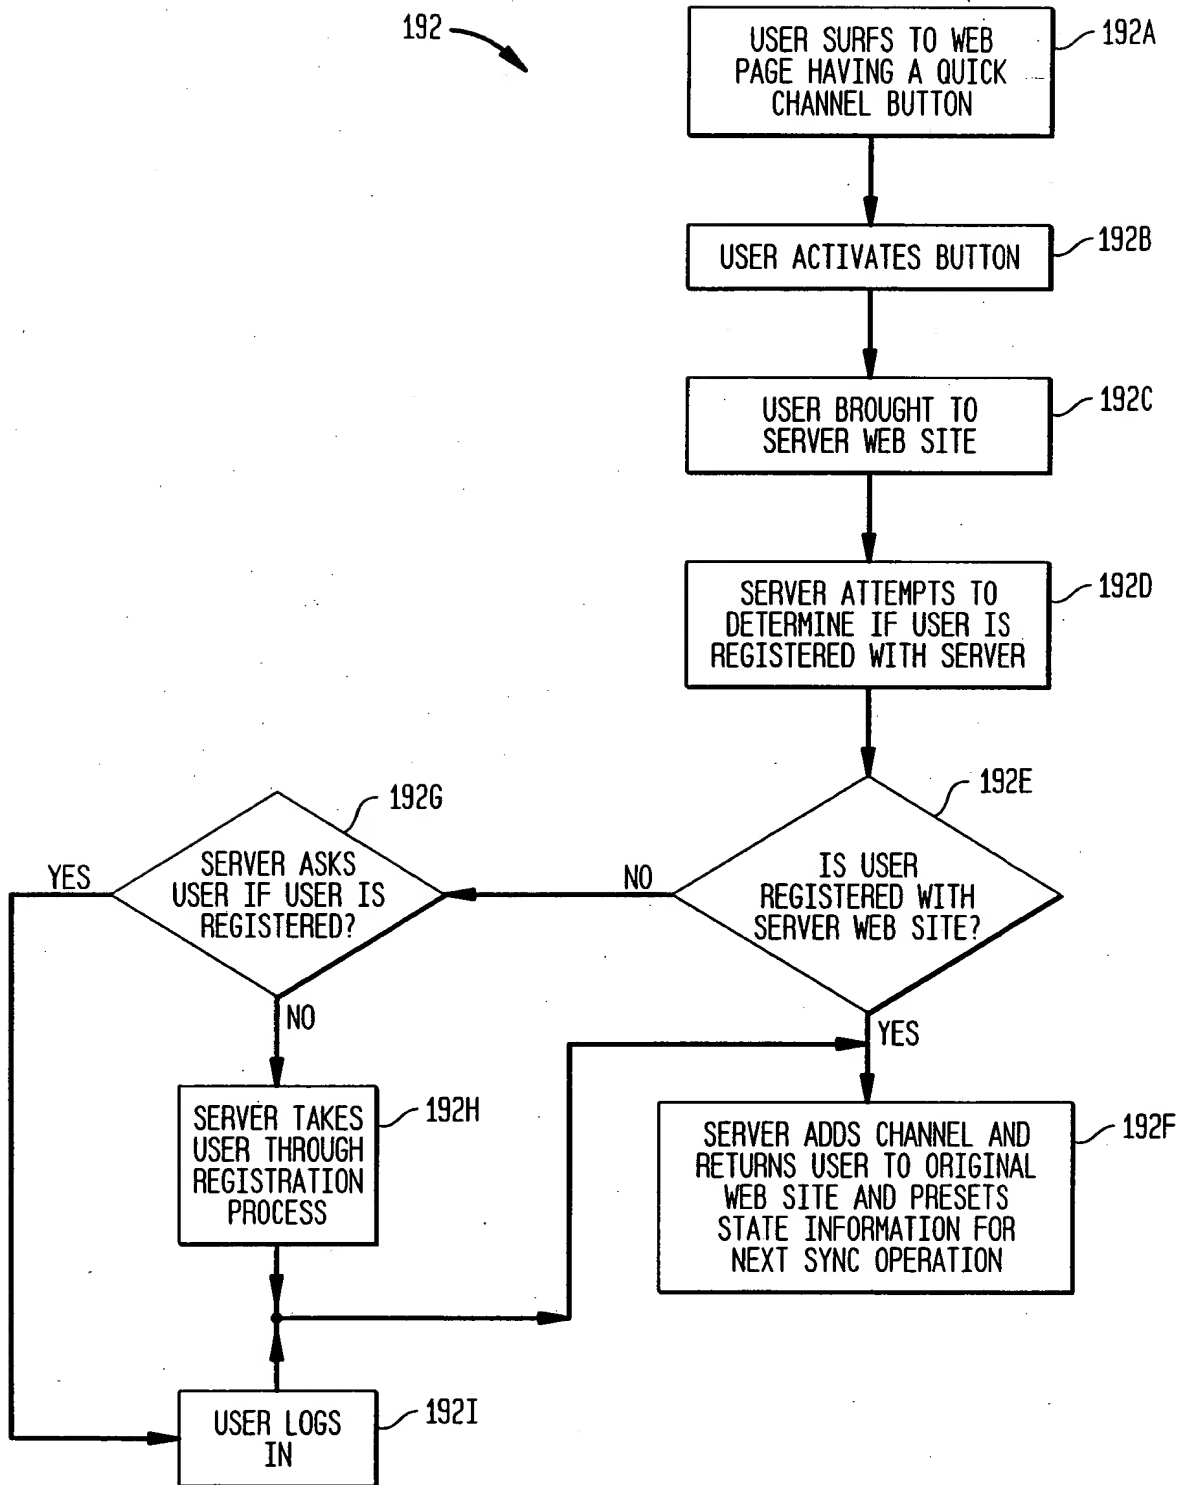 192
USER SURFS TO WEB
PAGE HAVING A QUICK
CHANNEL BUTTON
192A
USER ACTIVATES BUTTON
192B
USER BROUGHT TO
SERVER WEB SITE
192C
SERVER ATTEMPTS TO
DETERMINE IF USER IS
REGISTERED WITH SERVER
192D
IS USER
REGISTERED WITH
SERVER WEB SITE?
192E
NO
YES
SERVER ASKS
USER IF USER IS
REGISTERED?
192G
YES
NO
SERVER TAKES
USER THROUGH
REGISTRATION
PROCESS
192H
SERVER ADDS CHANNEL AND
RETURNS USER TO ORIGINAL
WEB SITE AND PRESETS
STATE INFORMATION FOR
NEXT SYNC OPERATION
192F
USER LOGS
IN
192I